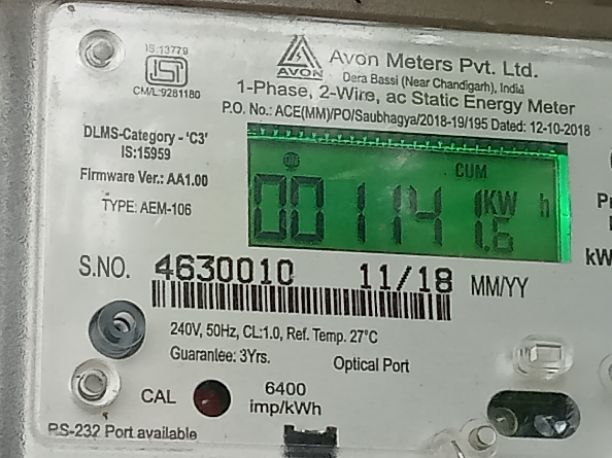 IS:13779
CM/L:9281180
AVON
Avon Meters Pvt. Ltd.
Dera Bassi (Near Chandigarh), India
1-Phase, 2-Wire, ac Static Energy Meter
P.O. No.: ACE(MM)/PO/Saubhagya/2018-19/195 Dated: 12-10-2018
DLMS-Category - 'C3'
IS:15959
Firmware Ver.: AA1.00
TYPE: AEM-106
CUM
001141.6 KW h
S.NO. 4630010 11/18 MM/YY
240V, 50Hz, CL:1.0, Ref. Temp. 27°C
Guarantee: 3Yrs.
Optical Port
CAL
6400
imp/kWh
RS-232 Port available